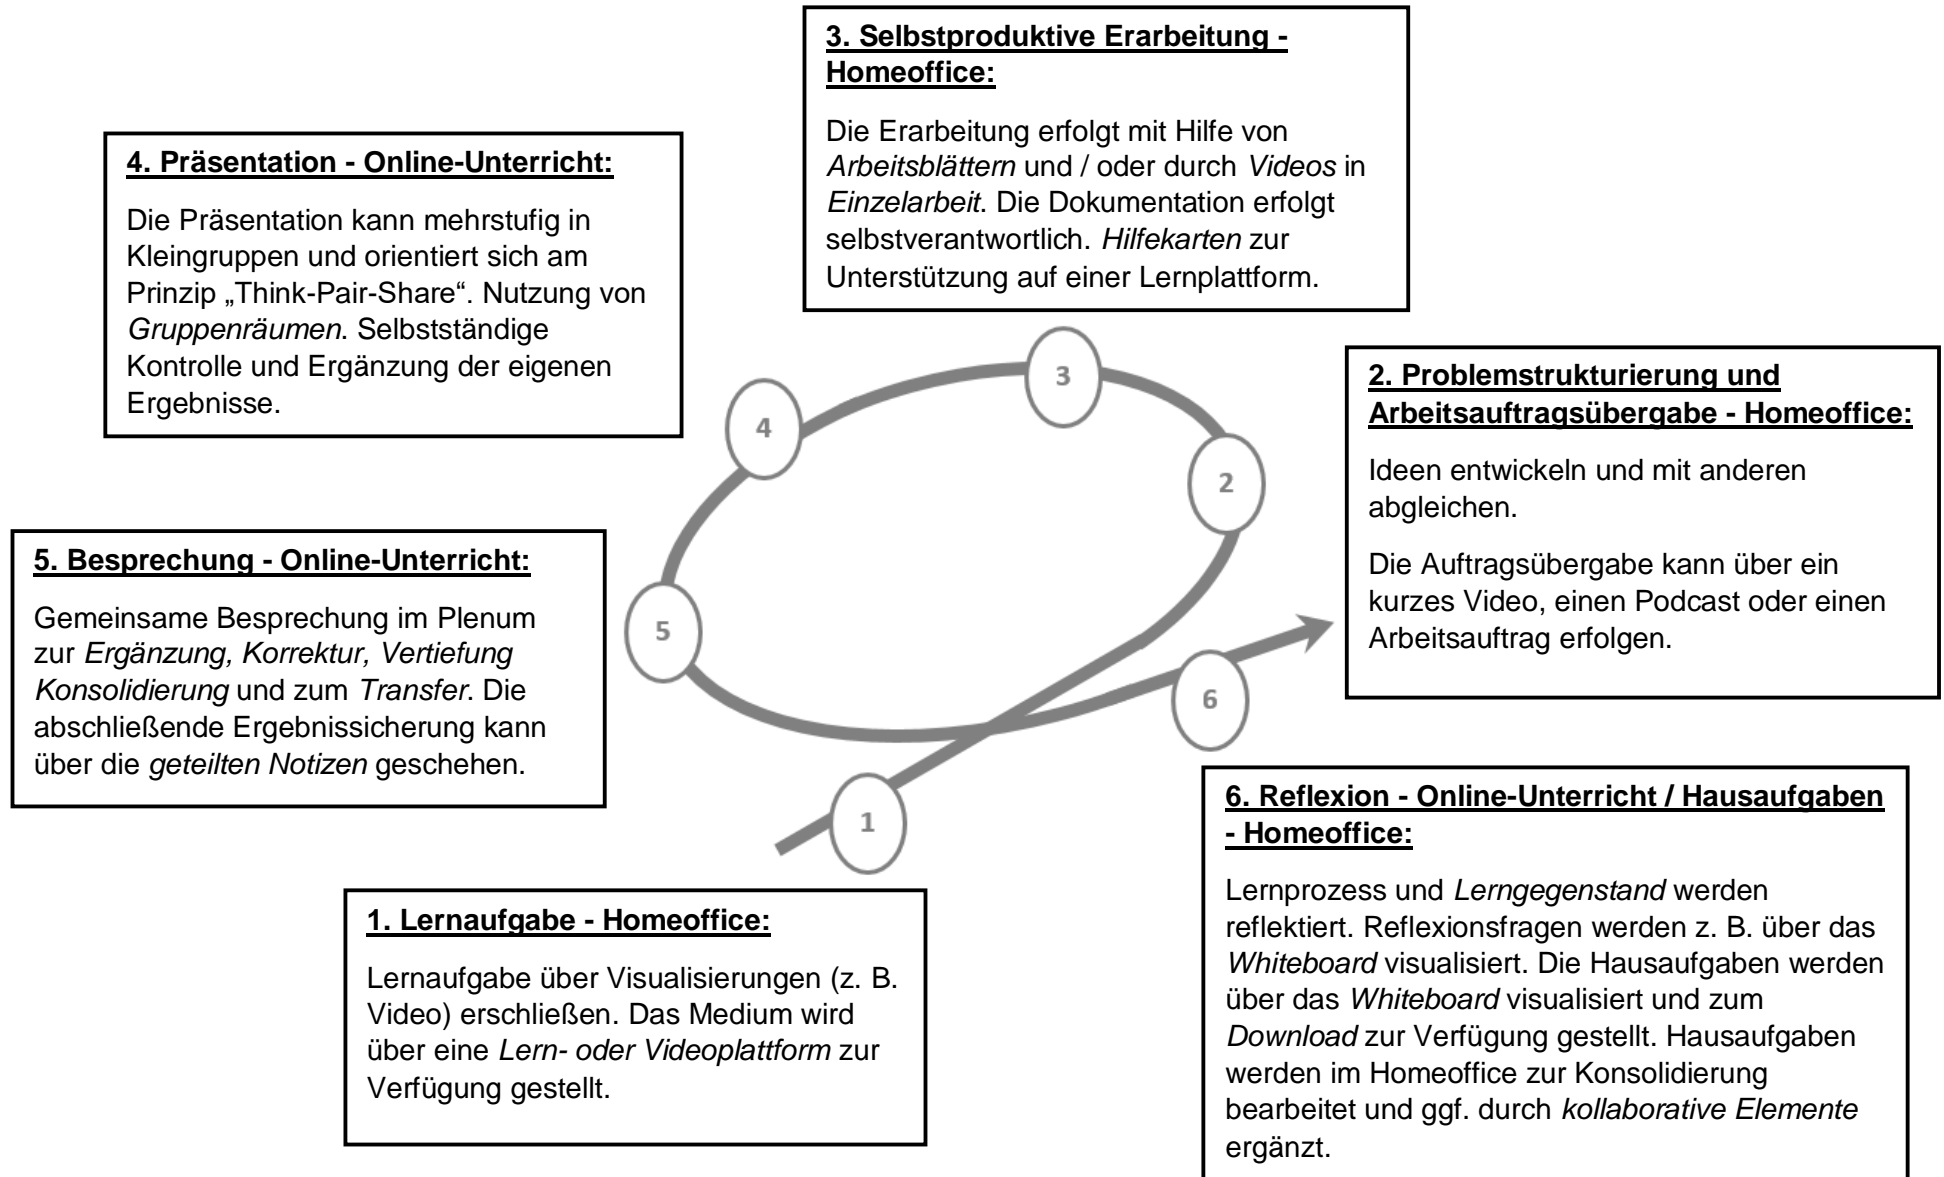 3. Selbstproduktive Erarbeitung -
Homeoffice:
Die Erarbeitung erfolgt mit Hilfe von
Arbeitsblättern und / oder durch Videos in
Einzelarbeit. Die Dokumentation erfolgt
selbstverantwortlich. Hilfekarten zur
Unterstützung auf einer Lernplattform.
4. Präsentation - Online-Unterricht:
Die Präsentation kann mehrstufig in
Kleingruppen und orientiert sich am
Prinzip „Think-Pair-Share“. Nutzung von
Gruppenräumen. Selbstständige
Kontrolle und Ergänzung der eigenen
Ergebnisse.
2. Problemstrukturierung und
Arbeitsauftragsübergabe - Homeoffice:
Ideen entwickeln und mit anderen
abgleichen.
Die Auftragsübergabe kann über ein
kurzes Video, einen Podcast oder einen
Arbeitsauftrag erfolgen.
3
4
2
5. Besprechung - Online-Unterricht:
Gemeinsame Besprechung im Plenum
zur Ergänzung, Korrektur, Vertiefung
Konsolidierung und zum Transfer. Die
abschließende Ergebnissicherung kann
über die geteilten Notizen geschehen.
5
6
1
6. Reflexion - Online-Unterricht / Hausaufgaben
- Homeoffice:
Lernprozess und Lerngegenstand werden
reflektiert. Reflexionsfragen werden z. B. über das
Whiteboard visualisiert. Die Hausaufgaben werden
über das Whiteboard visualisiert und zum
Download zur Verfügung gestellt. Hausaufgaben
werden im Homeoffice zur Konsolidierung
bearbeitet und ggf. durch kollaborative Elemente
ergänzt.
1. Lernaufgabe - Homeoffice:
Lernaufgabe über Visualisierungen (z. B.
Video) erschließen. Das Medium wird
über eine Lern- oder Videoplattform zur
Verfügung gestellt.